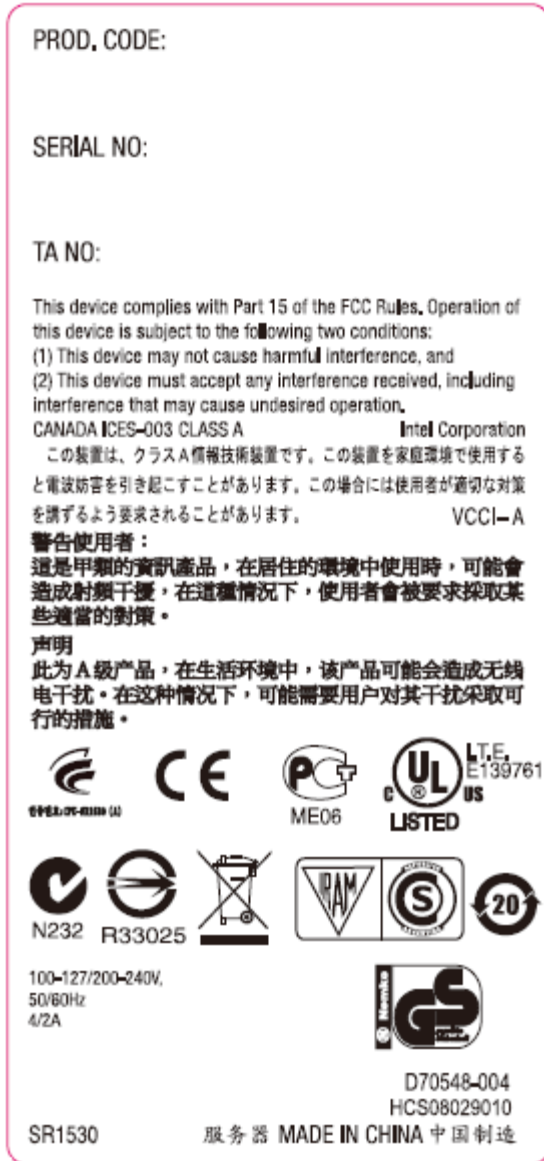 PROD. CODE:
SERIAL NO:
TA NO:
This device complies with Part 15 of the FCC Rules. Operation of
this device is subject to the following two conditions:
(1) This device may not cause harmful interference, and
(2) This device must accept any interference received, including
interference that may cause undesired operation.
CANADA ICES-003 CLASS A Intel Corporation
この装置は、クラスA情報技術装置です。この装置を家庭環境で使用する
と電波妨害を引き起こすことがあります。この場合には使用者が適切な対策
を講ずるよう要求されることがあります。 VCCI-A
警告使用者：
這是甲類的資訊產品，在居住的環境中使用時，可能會
造成射頻干擾，在這種情況下，使用者會被要求採取某
些適當的對策。
声明
此为A级产品，在生活环境中，该产品可能会造成无线
电干扰。在这种情况下，可能需要用户对其干扰采取可
行的措施。
CE
PCT
ME06
C UL US
®
LISTED
I.T.E.
E139761
N232
R33025
IRAM
S
20
100-127/200-240V,
50/60Hz
4/2A
Nemko
GS
D70548-004
HCS08029010
SR1530 服务器 MADE IN CHINA 中国制造